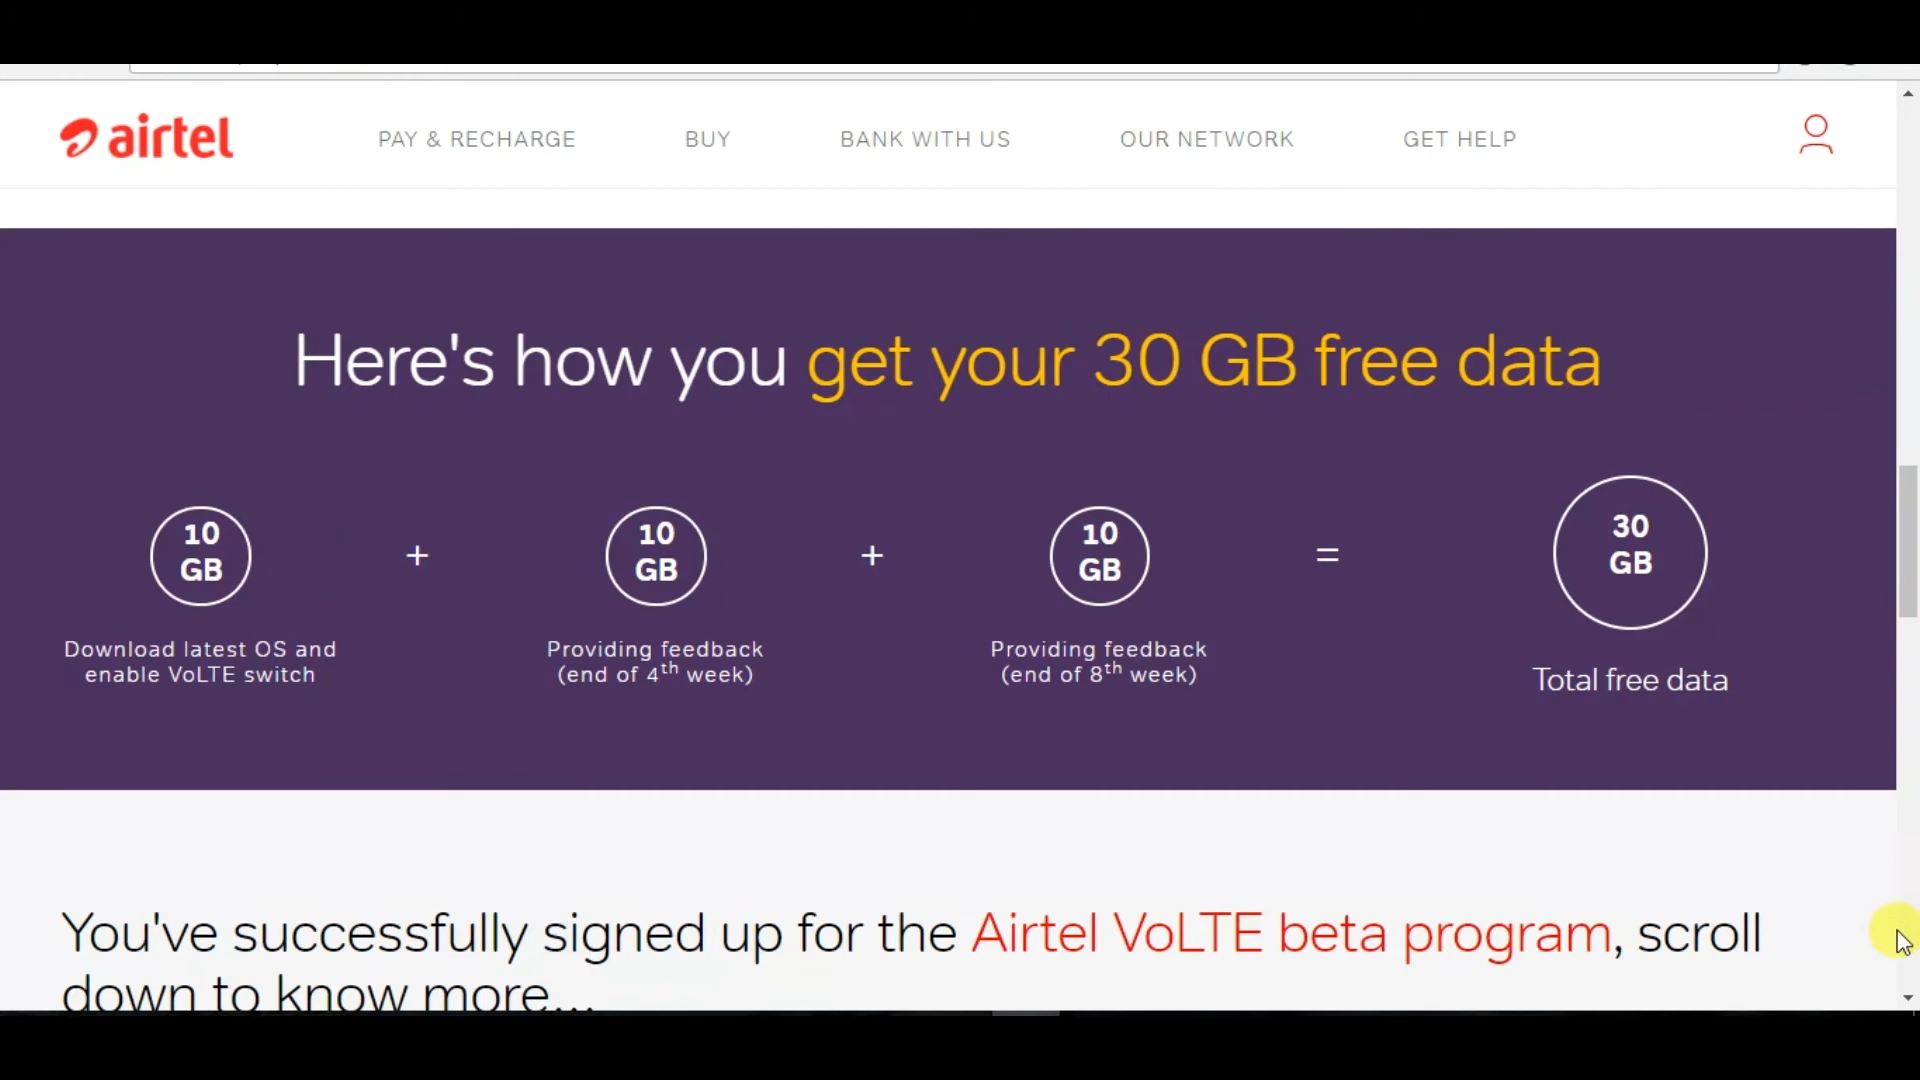 airtel PAY & RECHARGE BUY BANK WITH US OUR NETWORK GET HELP
Here's how you get your 30 GB free data
10 GB + 10 GB + 10 GB = 30 GB
Download latest OS and
enable VoLTE switch
Providing feedback
(end of 4th week)
Providing feedback
(end of 8th week)
Total free data
You've successfully signed up for the Airtel VoLTE beta program, scroll
down to know more...